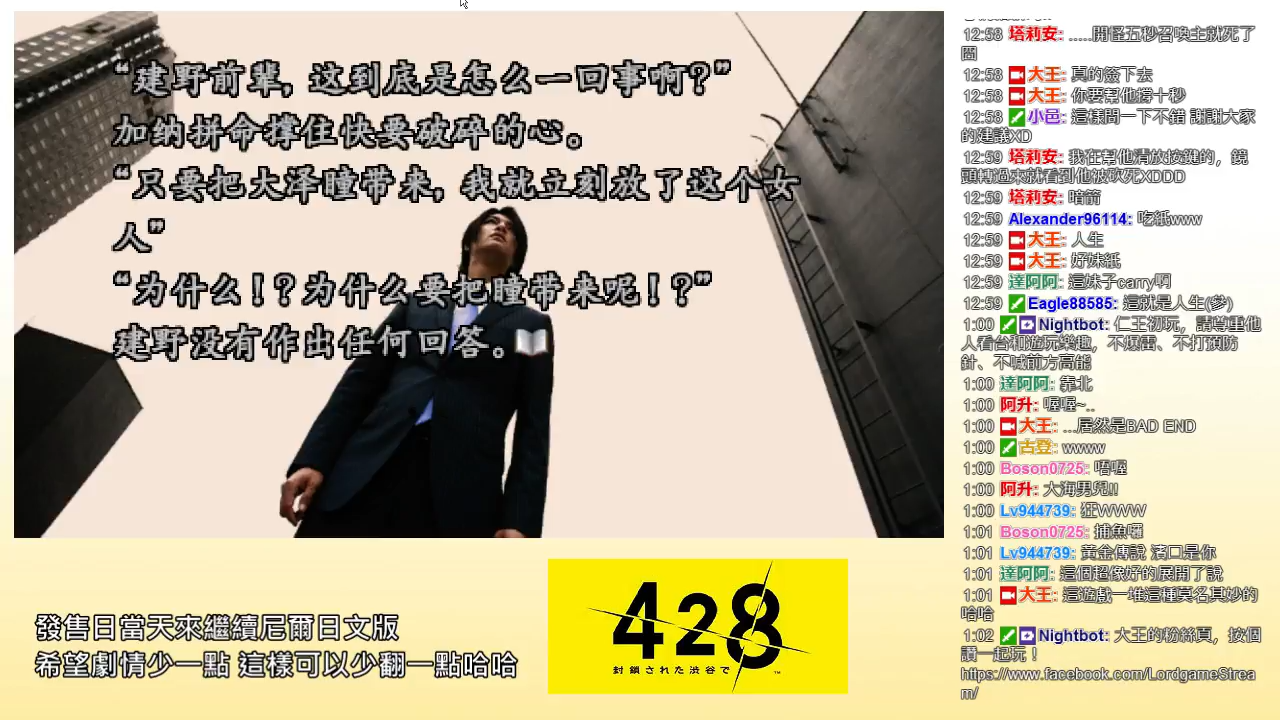 “建野前辈, 这到底是怎么一回事啊?”
加纳拼命撑住快要破碎的心。
“只要把大泽瞳带来, 我就立刻放了这个女
人”
“为什么!?为什么要把瞳带来呢!?”
建野没有作出任何回答。
發售日當天來繼續尼爾日文版
希望劇情少一點 這樣可以少翻一點哈哈
428
封鎖された渋谷で
TM
12:58 塔莉安: .....開怪五秒召喚主就死了
囧
12:58 大王: 真的簽下去
12:58 大王: 你要幫他撐十秒
12:58 小邑: 這樣問一下不錯 謝謝大家
的建議XD
12:59 塔莉安: 我在幫他清放按鍵的，鏡
頭轉過來就看到他被吹死XDDD
12:59 塔莉安: 暗箭
12:59 Alexander96114: 吃紙www
12:59 大王: 人生
12:59 大王: 好妹紙
12:59 達阿阿: 這妹子carry啊
12:59 Eagle88585: 這就是人生(參)
1:00 Nightbot: 仁王初玩，請尊重他
人看台和遊玩樂趣，不爆雷、不打預防
針、不喊前方高能
1:00 達阿阿: 靠北
1:00 阿升: 喔喔~..
1:00 大王: ...居然是BAD END
1:00 古登: wwww
1:00 Boson0725: 唔喔
1:00 阿升: 大海男兒!!
1:00 Lv944739: 狂WWW
1:01 Boson0725: 捕魚囉
1:01 Lv944739: 黃金傳說 濱口是你
1:01 達阿阿: 這個超像好的展開了說
1:01 大王: 這遊戲一堆這種莫名其妙的
哈哈
1:02 Nightbot: 大王的粉絲頁，按個
讚一起玩！
https://www.facebook.com/LordgameStrea
m/